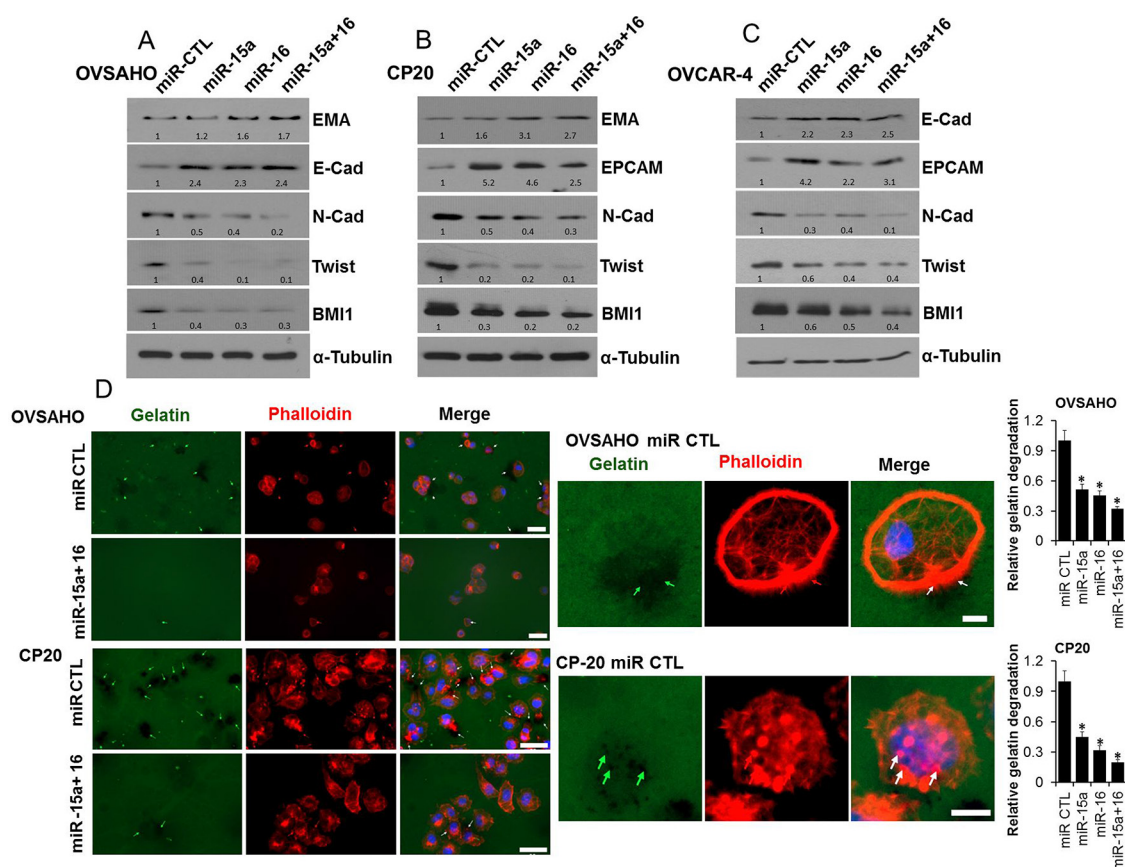 A
OVSAHO
miR-CTL
miR-15a
miR-16
miR-15a+16
EMA
1 1.2 1.6 1.7
E-Cad
1 2.4 2.3 2.4
N-Cad
1 0.5 0.4 0.2
Twist
1 0.4 0.1 0.1
BMI1
1 0.4 0.3 0.3
α-Tubulin
B
CP20
miR-CTL
miR-15a
miR-16
miR-15a+16
EMA
1 1.6 3.1 2.7
EPCAM
1 5.2 4.6 2.5
N-Cad
1 0.5 0.4 0.3
Twist
1 0.2 0.2 0.1
BMI1
1 0.3 0.2 0.2
α-Tubulin
C
OVCAR-4
miR-CTL
miR-15a
miR-16
miR-15a+16
E-Cad
1 2.2 2.3 2.5
EPCAM
1 4.2 2.2 3.1
N-Cad
1 0.3 0.4 0.1
Twist
1 0.6 0.4 0.4
BMI1
1 0.6 0.5 0.4
α-Tubulin
D
OVSAHO
Gelatin Phalloidin Merge
miR CTL
miR-15a+16
CP20
miR CTL
miR -15a+ 16
OVSAHO miR CTL
Gelatin Phalloidin Merge
CP-20 miR CTL
OVSAHO
Relative gelatin degradation
1.2
0.9
0.6
0.3
0
* * *
miR CTL
miR-15a
miR-16
miR-15a+16
CP20
Relative gelatin degradation
1.2
0.9
0.6
0.3
0
* * *
miR CTL
miR-15a
miR-16
miR-15a+16